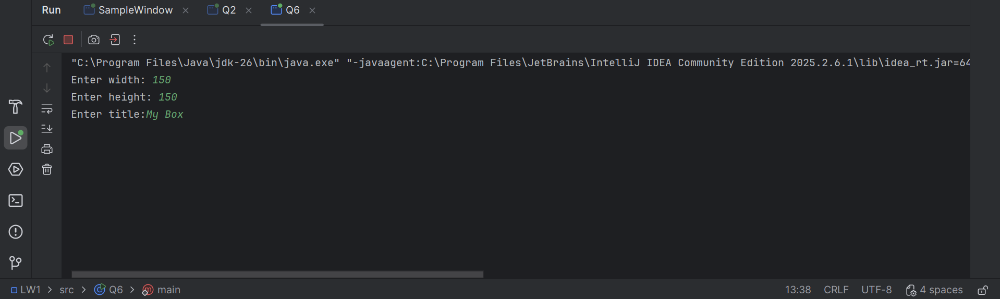 Run SampleWindow Q2 Q6
"C:\Program Files\Java\jdk-26\bin\java.exe" "-javaagent:C:\Program Files\JetBrains\IntelliJ IDEA Community Edition 2025.2.6.1\lib\idea_rt.jar=64
Enter width: 150
Enter height: 150
Enter title:My Box
LW1 > src > Q6 > main 13:38 CRLF UTF-8 4 spaces